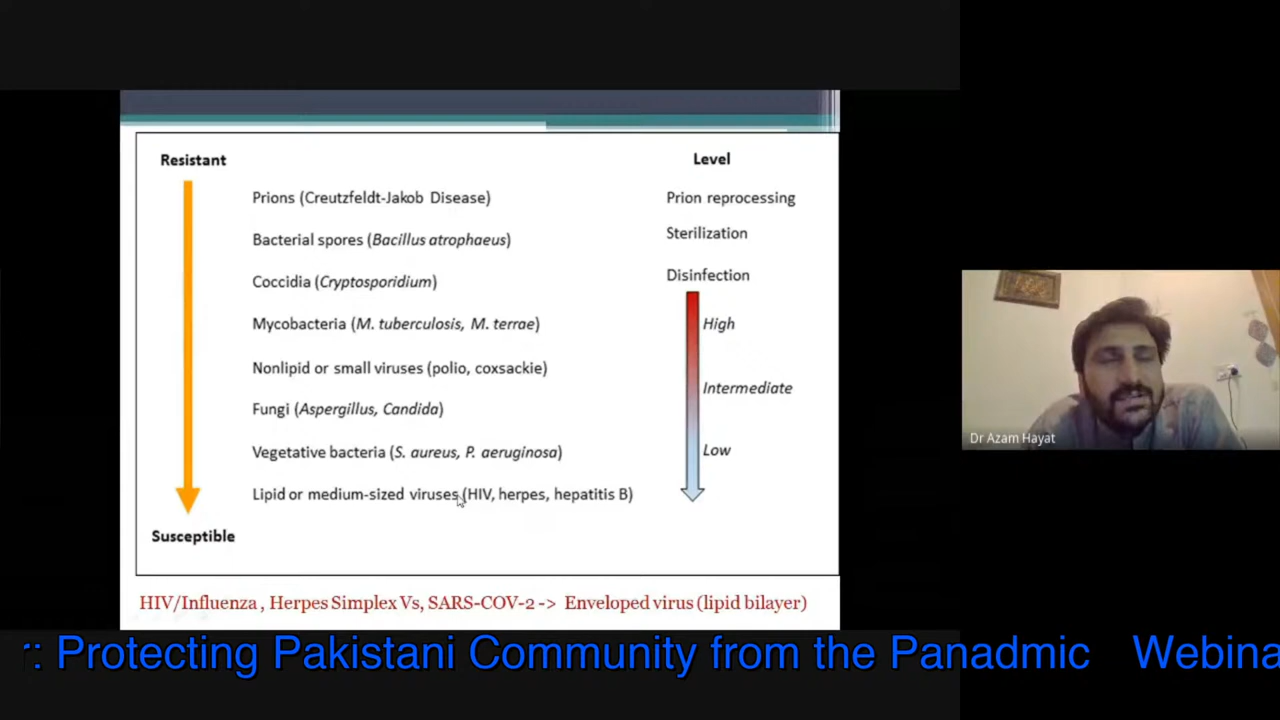 Resistant
Level
Prions (Creutzfeldt-Jakob Disease)
Prion reprocessing
Bacterial spores (Bacillus atrophaeus)
Sterilization
Coccidia (Cryptosporidium)
Disinfection
Mycobacteria (M. tuberculosis, M. terrae)
High
Nonlipid or small viruses (polio, coxsackie)
Intermediate
Fungi (Aspergillus, Candida)
Vegetative bacteria (S. aureus, P. aeruginosa)
Low
Lipid or medium-sized viruses (HIV, herpes, hepatitis B)
Susceptible
HIV/Influenza , Herpes Simplex Vs, SARS-COV-2 -> Enveloped virus (lipid bilayer)
Dr Azam Hayat
r: Protecting Pakistani Community from the Panadmic Webina